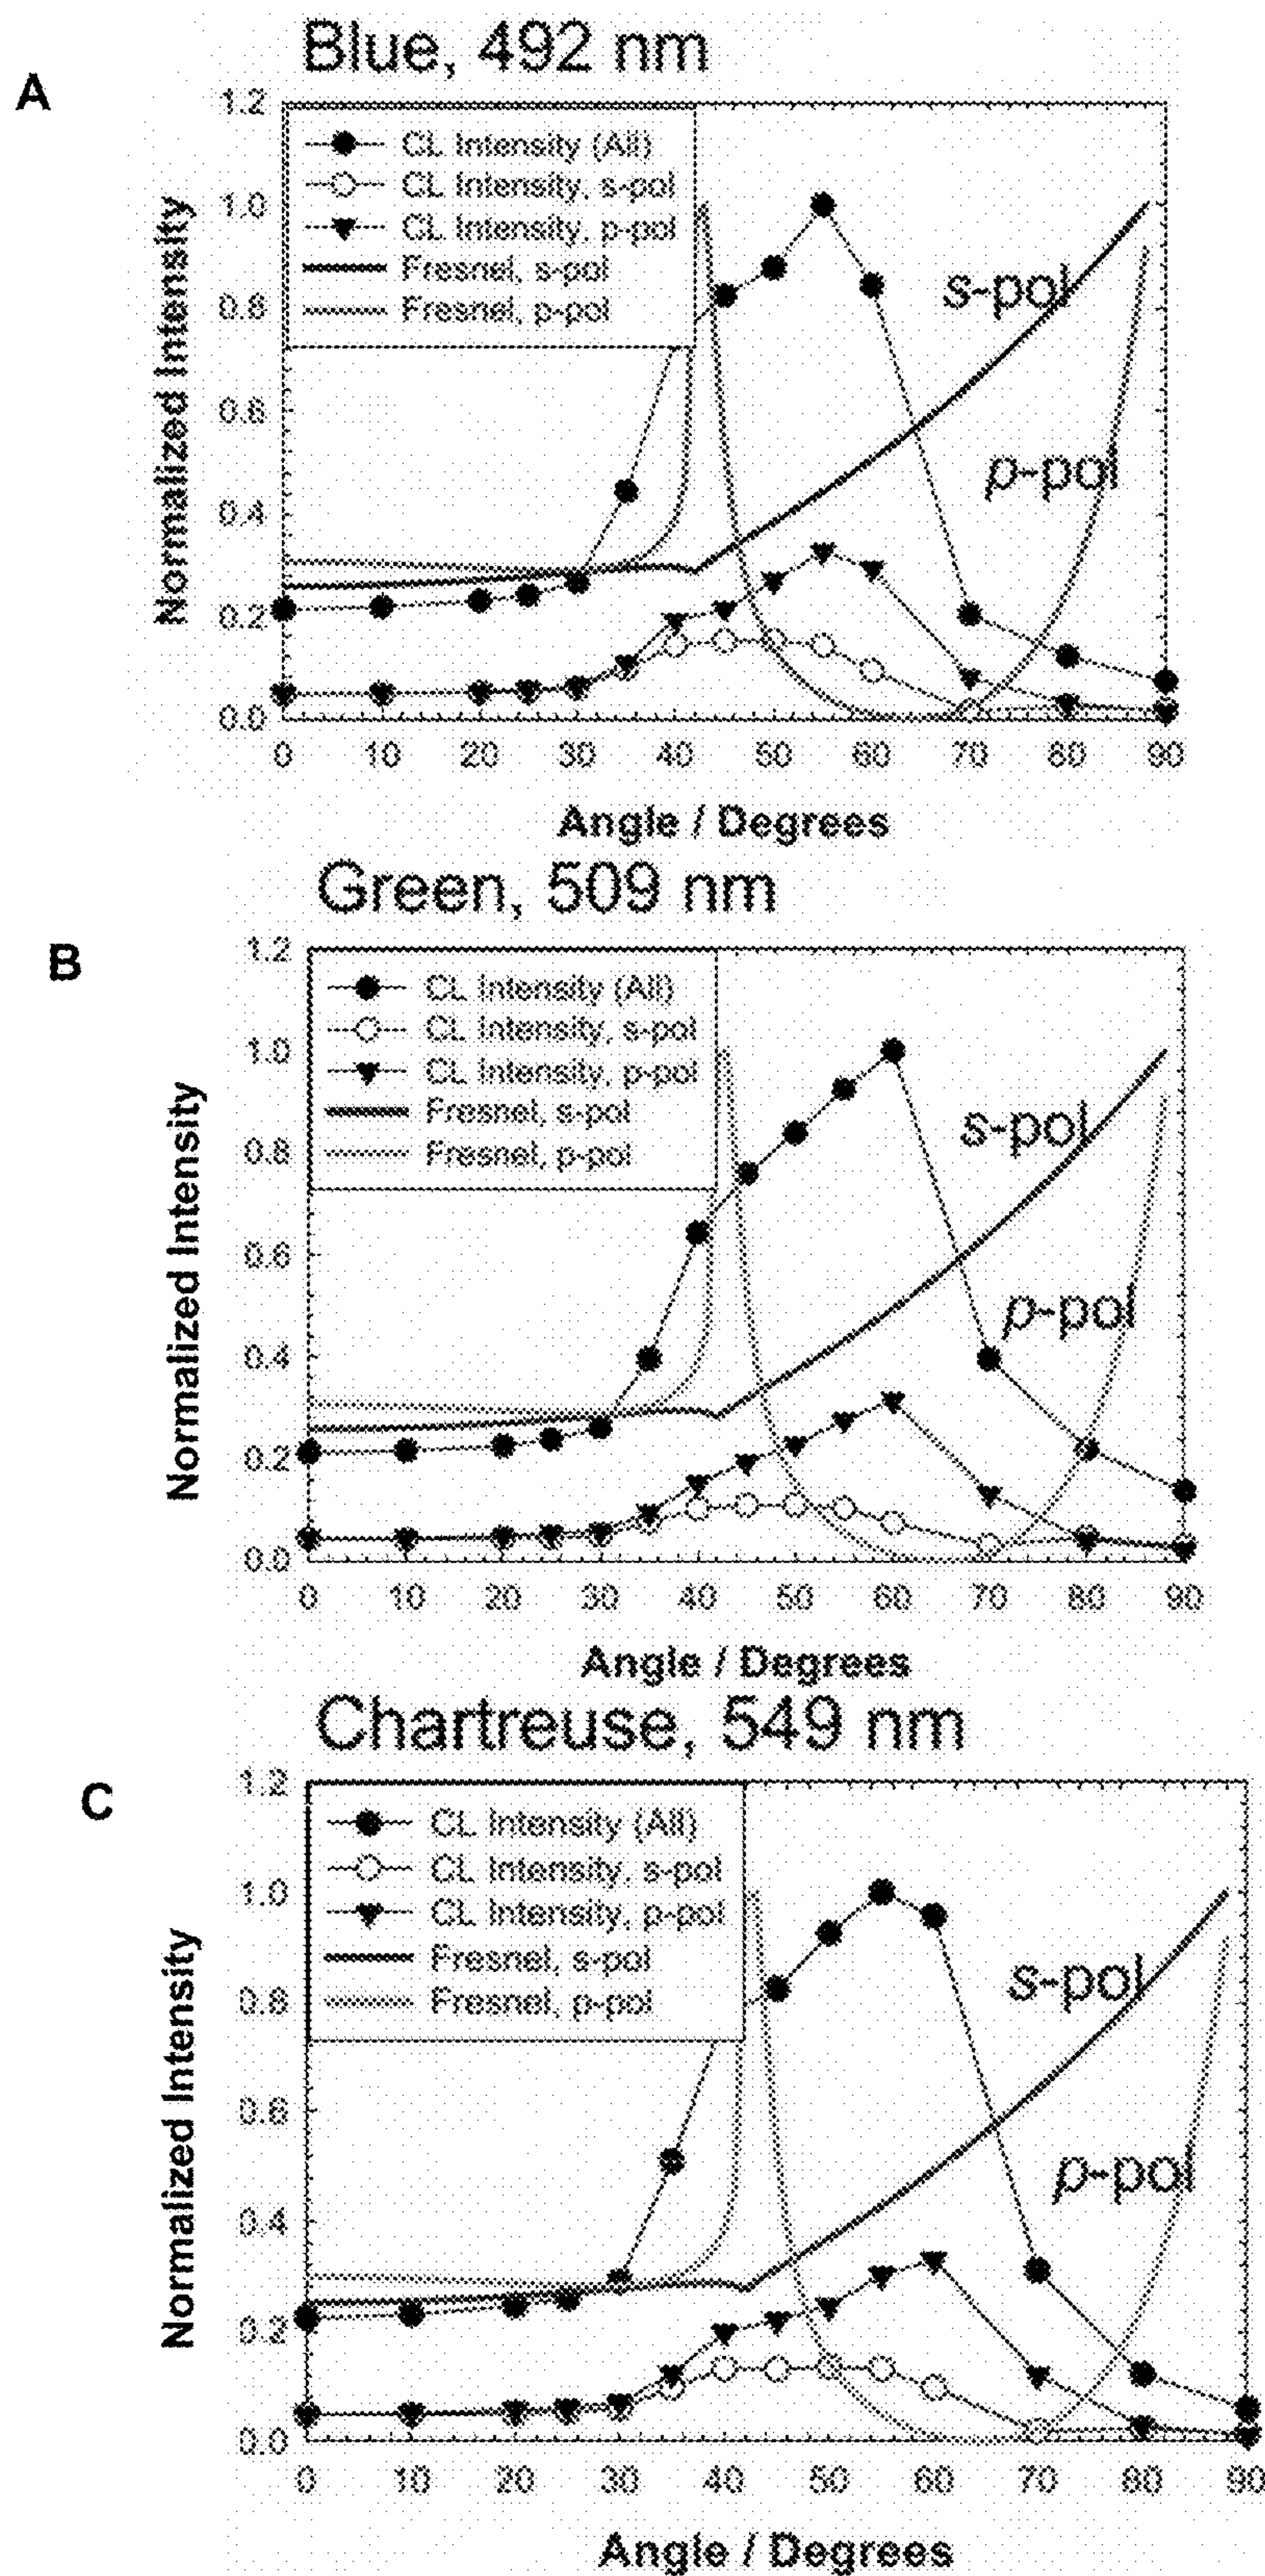 Blue, 492 nm
A
1.2
CL Intensity (All)
CL Intensity, s-pol
CL Intensity, p-pol
Fresnel, s-pol
Fresnel, p-pol
1.0
0.8
0.6
0.4
0.2
0.0
Normalized Intensity
s-pol
p-pol
0 10 20 30 40 50 60 70 80 90
Angle / Degrees
Green, 509 nm
B
1.2
CL Intensity (All)
CL Intensity, s-pol
CL Intensity, p-pol
Fresnel, s-pol
Fresnel, p-pol
1.0
0.8
0.6
0.4
0.2
0.0
Normalized Intensity
s-pol
p-pol
0 10 20 30 40 50 60 70 80 90
Angle / Degrees
Chartreuse, 549 nm
C
1.2
CL Intensity (All)
CL Intensity, s-pol
CL Intensity, p-pol
Fresnel, s-pol
Fresnel, p-pol
1.0
0.8
0.6
0.4
0.2
0.0
Normalized Intensity
s-pol
p-pol
0 10 20 30 40 50 60 70 80 90
Angle / Degrees